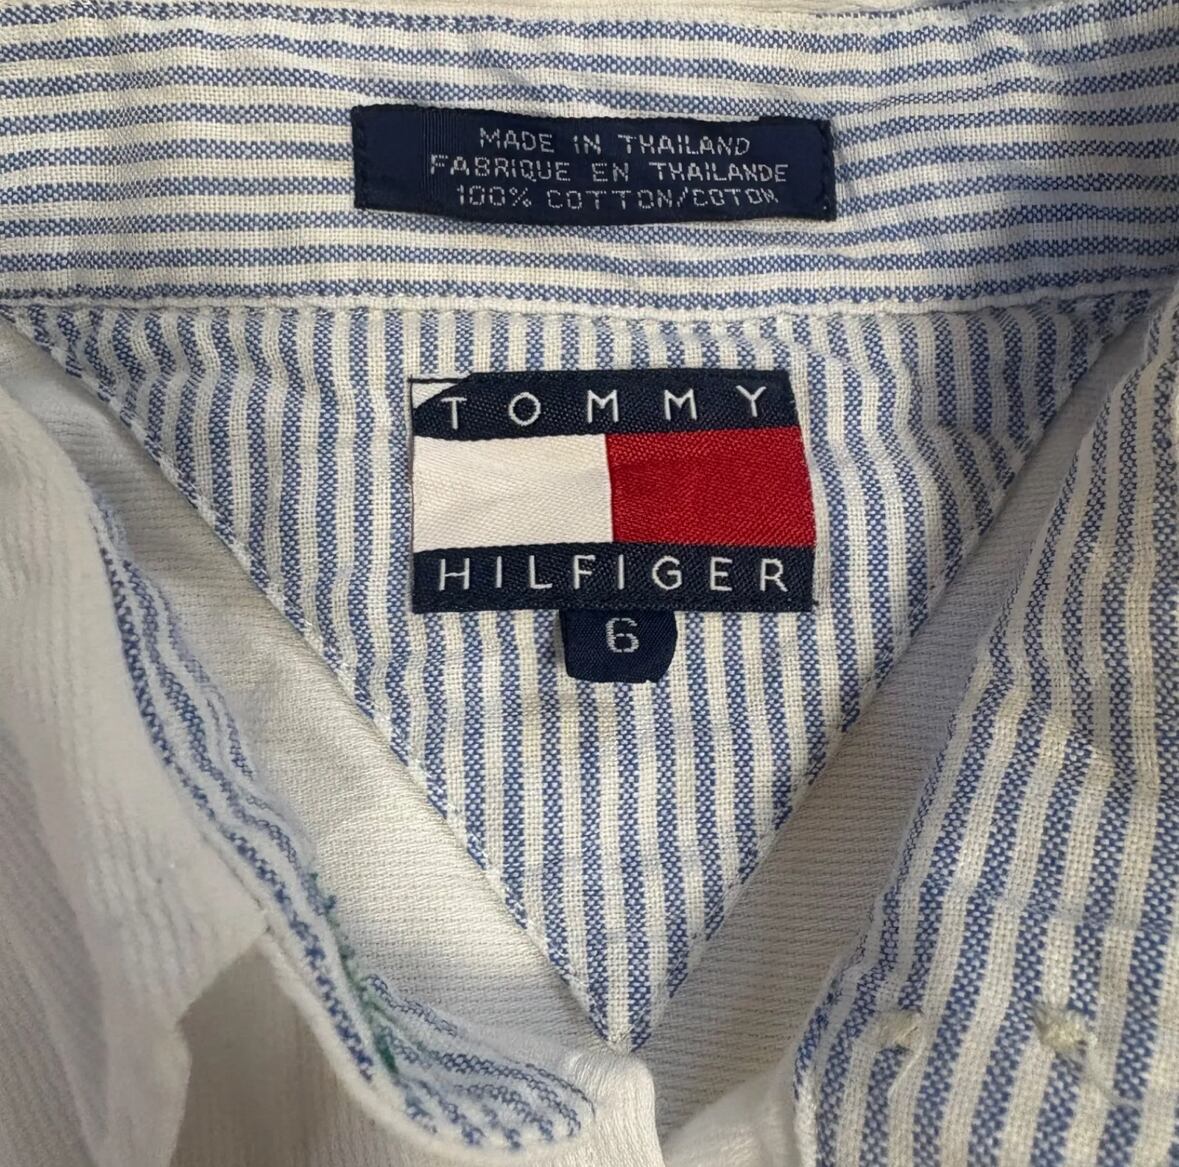 MADE IN THAILAND
FABRIQUE EN THAILANDE
100% COTTON/COTON
TOMMY
HILFIGER
6